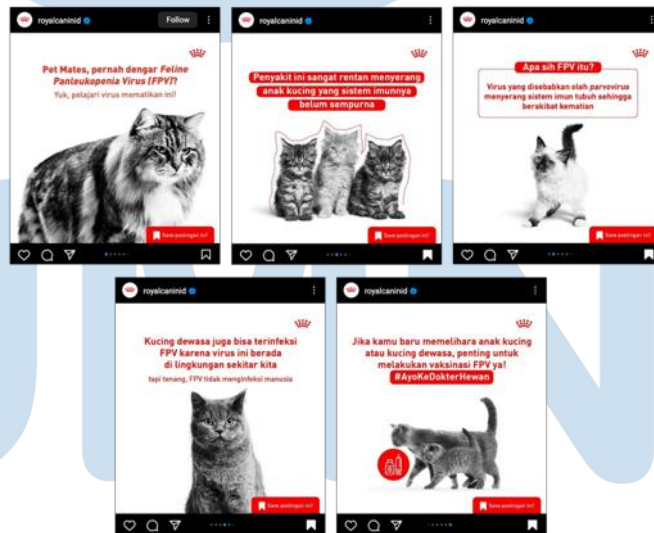 royalcaninid
Follow
Pet Mates, pernah dengar Feline
Panleukopenia Virus (FPV)?
Yuk, pelajari virus mematikan ini!
Save postingan ini!
royalcaninid
Penyakit ini sangat rentan menyerang
anak kucing yang sistem imunnya
belum sempurna
Save postingan ini!
royalcaninid
Apa sih FPV itu?
Virus yang disebabkan oleh parvovirus
menyerang sistem imun tubuh sehingga
berakibat kematian
Save postingan ini!
royalcaninid
Kucing dewasa juga bisa terinfeksi
FPV karena virus ini berada
di lingkungan sekitar kita
tapi tenang, FPV tidak menginfeksi manusia
Save postingan ini!
royalcaninid
Jika kamu baru memelihara anak kucing
atau kucing dewasa, penting untuk
melakukan vaksinasi FPV ya!
#AyoKeDokterHewan
Save postingan ini!